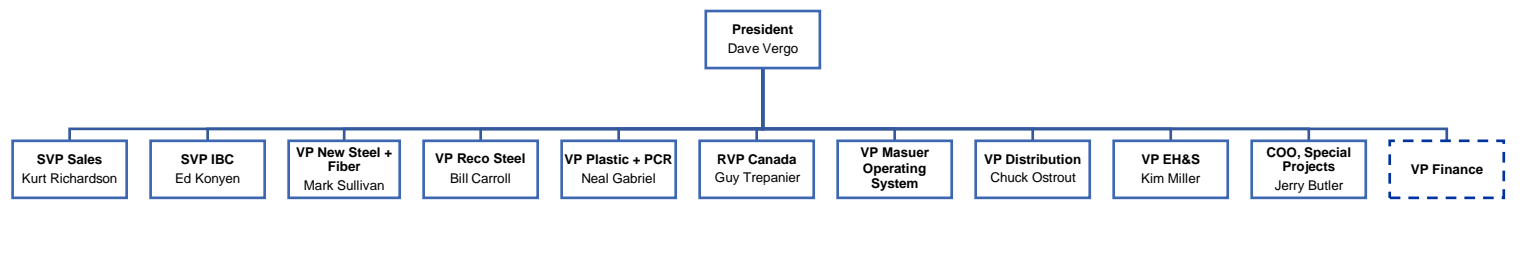 President
Dave Vergo
SVP Sales
Kurt Richardson
SVP IBC
Ed Konyen
VP New Steel +
Fiber
Mark Sullivan
VP Reco Steel
Bill Carroll
VP Plastic + PCR
Neal Gabriel
RVP Canada
Guy Trepanier
VP Masuer
Operating
System
VP Distribution
Chuck Ostrout
VP EH&S
Kim Miller
COO, Special
Projects
Jerry Butler
VP Finance